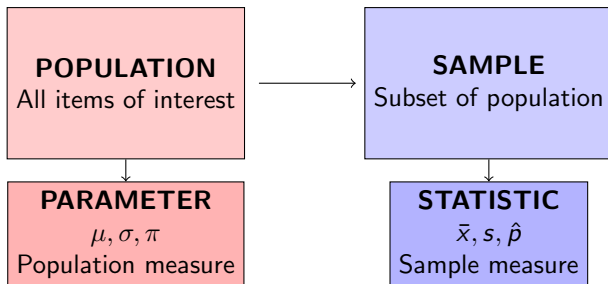 POPULATION
All items of interest
SAMPLE
Subset of population
PARAMETER
μ, σ, π
Population measure
STATISTIC
x̄, s, p̂
Sample measure